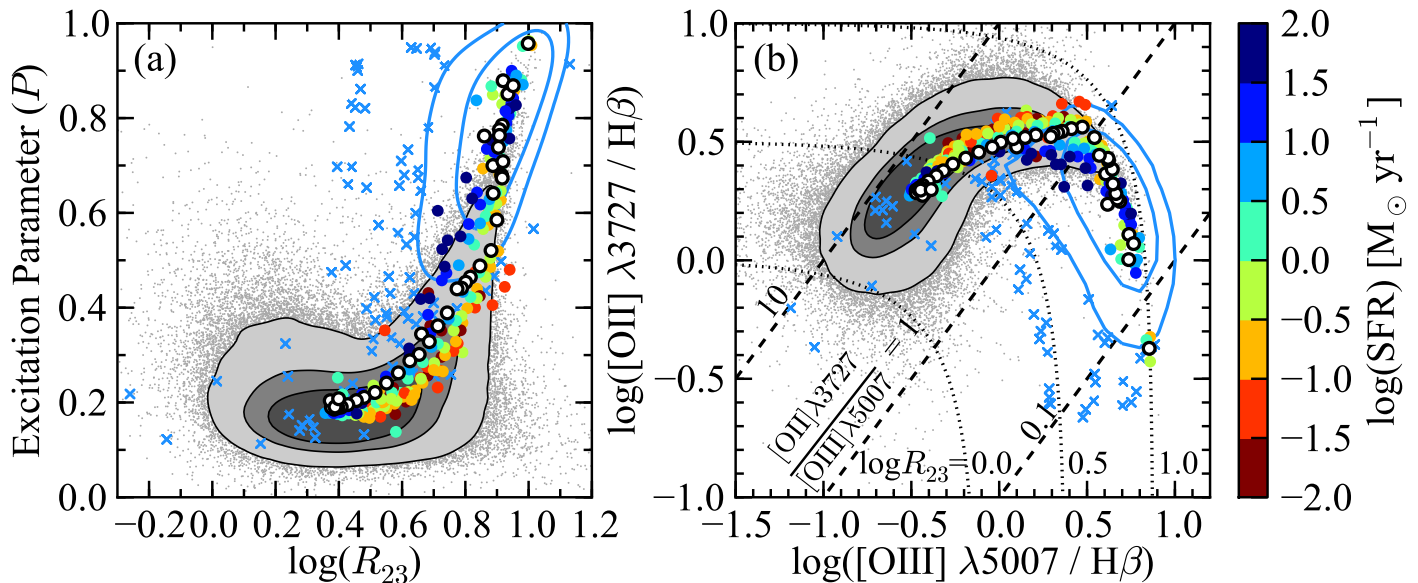 (a)
1.0
0.8
0.6
0.4
0.2
0.0
Excitation Parameter (P)
−0.2 0.0 0.2 0.4 0.6 0.8 1.0 1.2
log(R₂₃)
(b)
1.0
0.5
0.0
−0.5
−1.0
log([OII] λ3727 / Hβ)
10
[OII]λ3727
[OIII]λ5007
= 1
0.1
logR₂₃=0.0 0.5 1.0
−1.5 −1.0 −0.5 0.0 0.5 1.0
log([OIII] λ5007 / Hβ)
2.0
1.5
1.0
0.5
0.0
−0.5
−1.0
−1.5
−2.0
log(SFR) [M⊙ yr⁻¹]